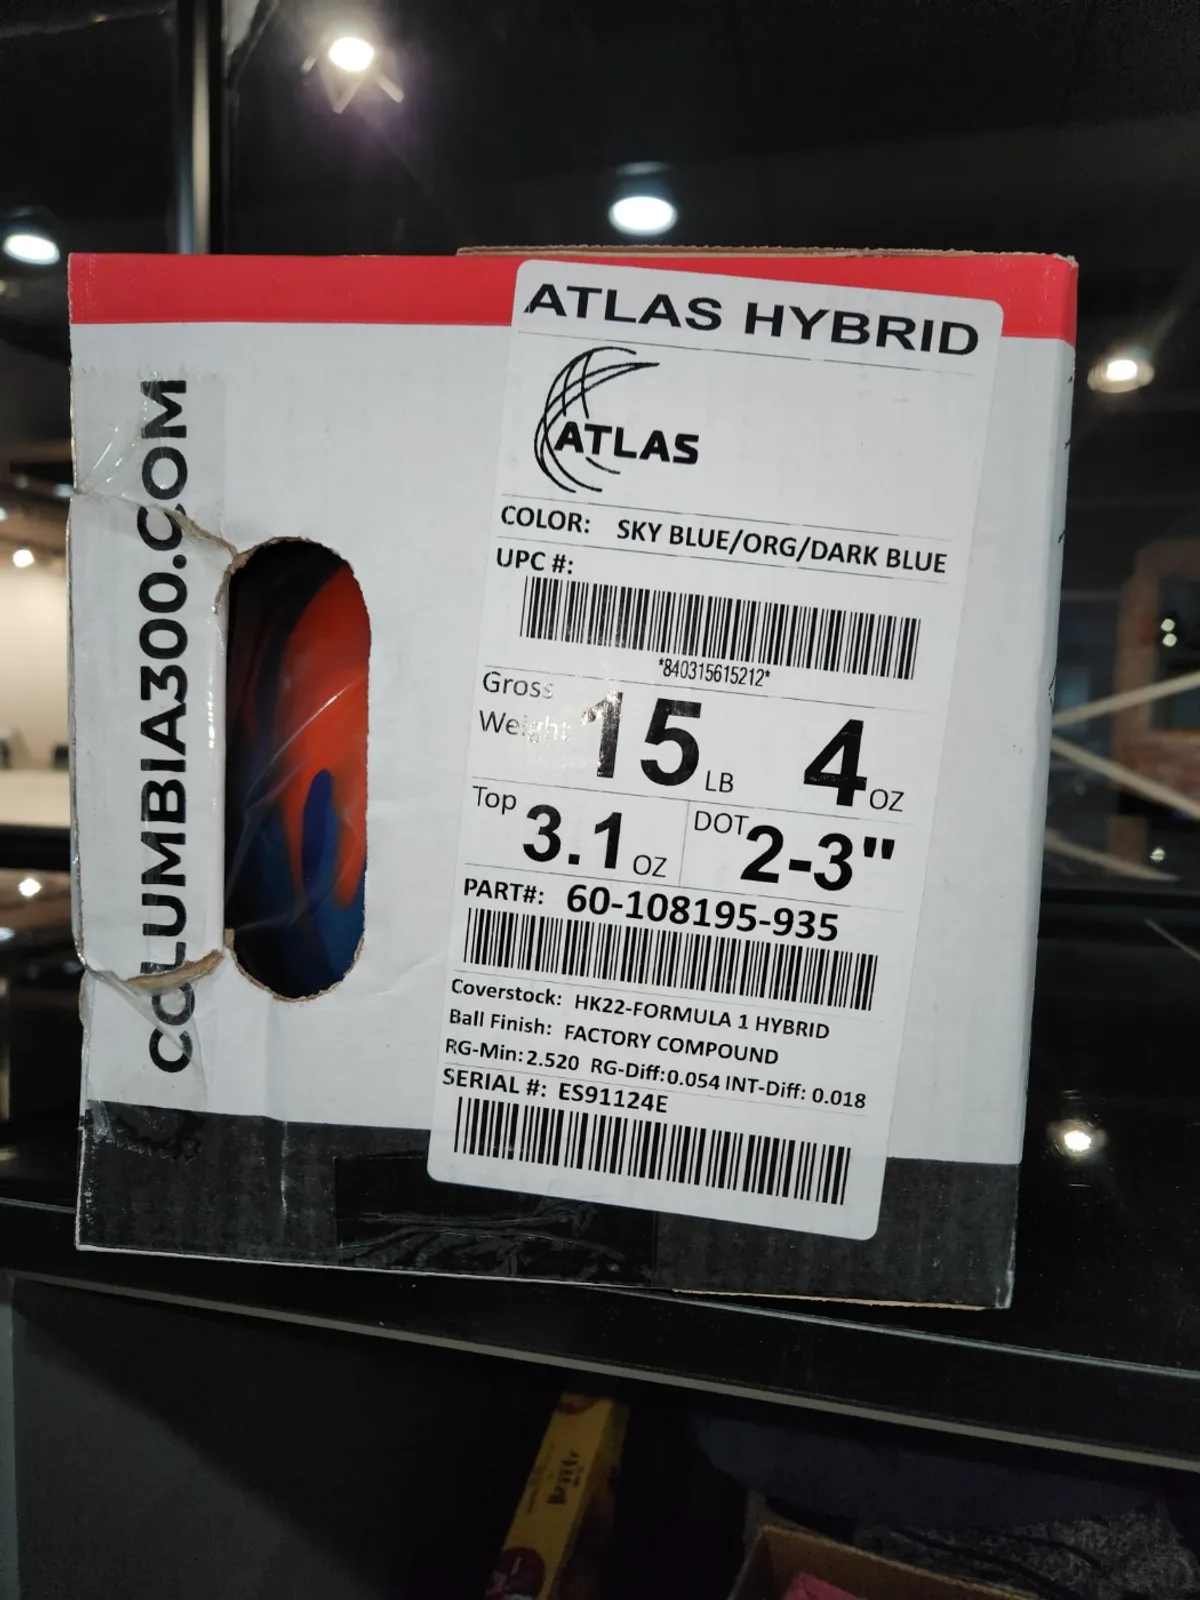 COLUMBIA300.COM
ATLAS HYBRID
ATLAS
COLOR: SKY BLUE/ORG/DARK BLUE
UPC #:
*840315615212*
Gross Weight 15 LB 4 OZ
Top 3.1 OZ DOT 2-3"
PART#: 60-108195-935
Coverstock: HK22-FORMULA 1 HYBRID
Ball Finish: FACTORY COMPOUND
RG-Min: 2.520 RG-Diff: 0.054 INT-Diff: 0.018
SERIAL #: ES91124E